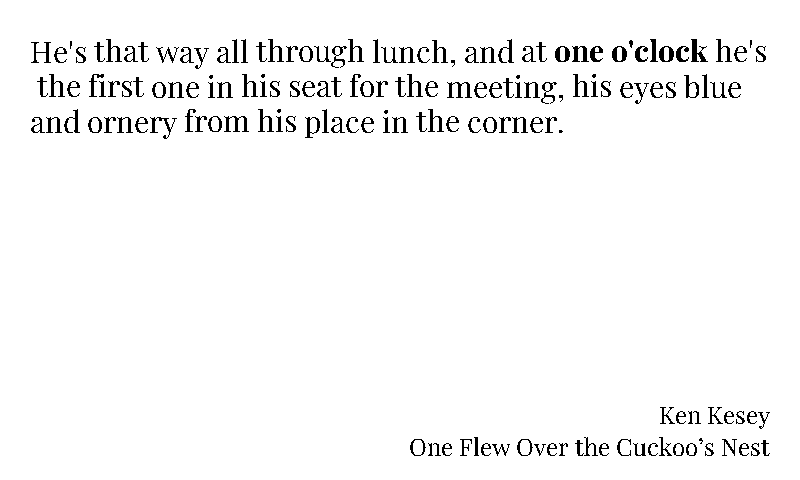 He's that way all through lunch, and at one o'clock he's
the first one in his seat for the meeting, his eyes blue
and ornery from his place in the corner.
Ken Kesey
One Flew Over the Cuckoo’s Nest